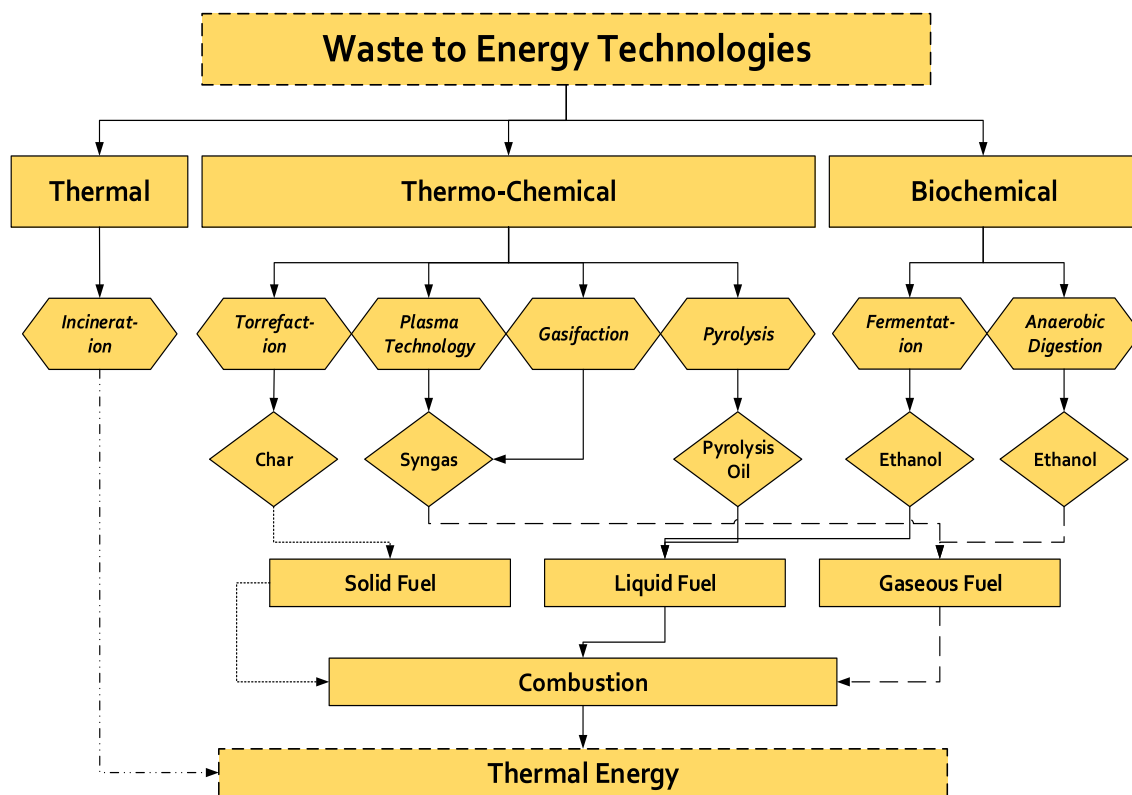 Waste to Energy Technologies
Thermal
Thermo-Chemical
Biochemical
Incinerat-
ion
Torrefact-
ion
Plasma
Technology
Gasifaction
Pyrolysis
Fermentat-
ion
Anaerobic
Digestion
Char
Syngas
Pyrolysis
Oil
Ethanol
Ethanol
Solid Fuel
Liquid Fuel
Gaseous Fuel
Combustion
Thermal Energy